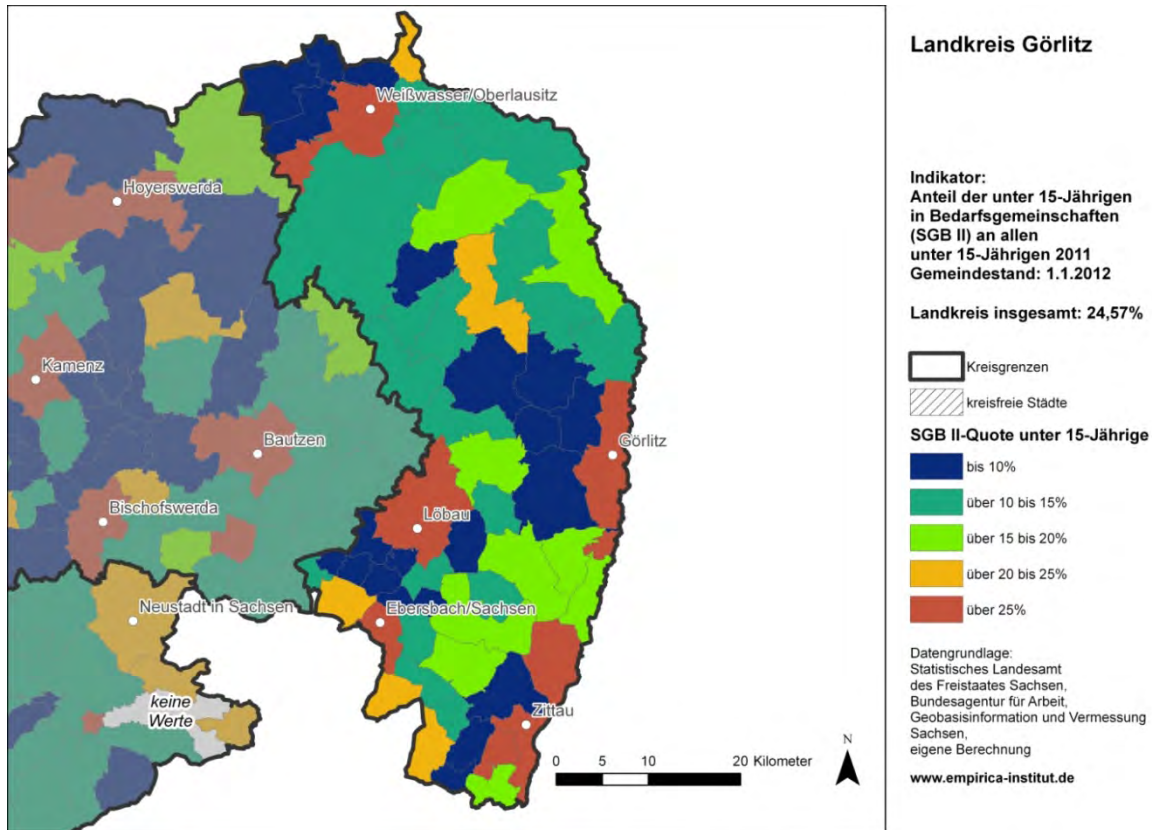 Landkreis Görlitz
Indikator:
Anteil der unter 15-Jährigen
in Bedarfsgemeinschaften
(SGB II) an allen
unter 15-Jährigen 2011
Gemeindestand: 1.1.2012
Landkreis insgesamt: 24,57%
Kreisgrenzen
kreisfreie Städte
SGB II-Quote unter 15-Jährige
bis 10%
über 10 bis 15%
über 15 bis 20%
über 20 bis 25%
über 25%
Datengrundlage:
Statistisches Landesamt
des Freistaates Sachsen,
Bundesagentur für Arbeit,
Geobasisinformation und Vermessung
Sachsen,
eigene Berechnung
www.empirica-institut.de
Weißwasser/Oberlausitz
Hoyerswerda
Kamenz
Bautzen
Görlitz
Bischofswerda
Löbau
Neustadt in Sachsen
Ebersbach/Sachsen
keine
Werte
Zittau
N
0 5 10 20 Kilometer